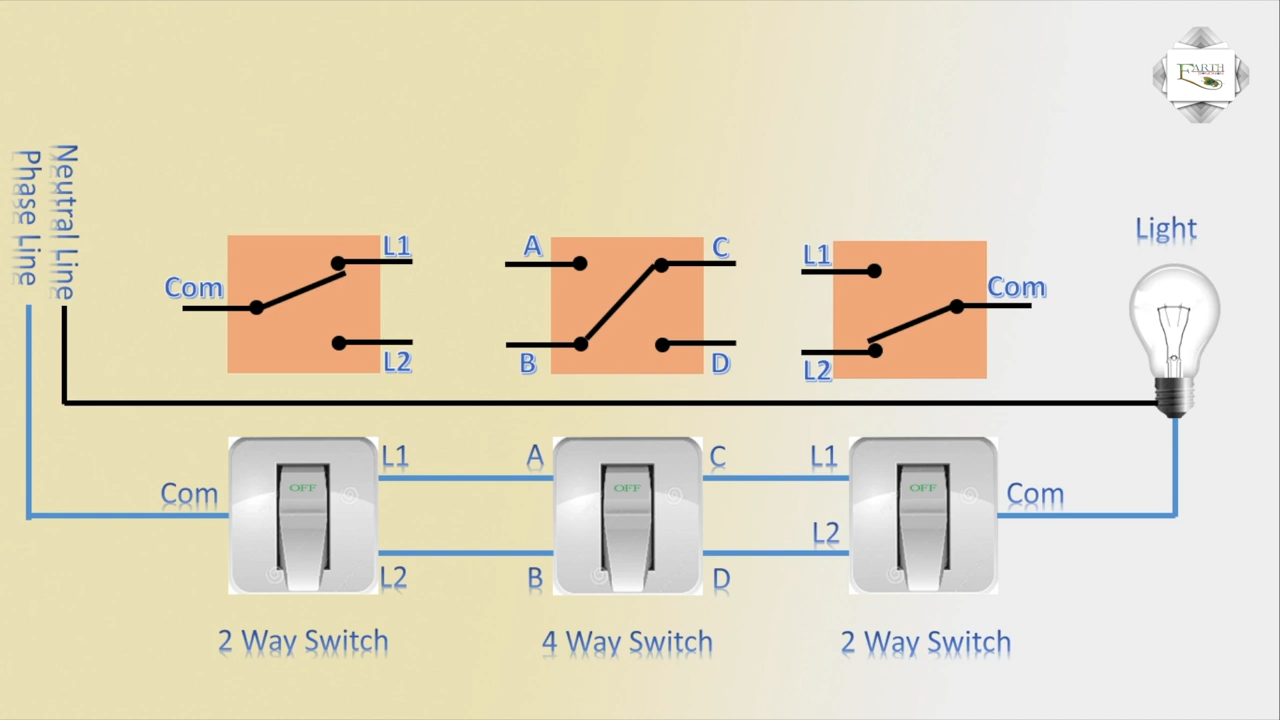 EARTH
Neutral Line
Phase Line
Light
L1
Com
L2
A
C
B
D
L1
Com
L2
L1
A
C
L1
Com
OFF
OFF
OFF
Com
L2
L2
B
D
2 Way Switch
4 Way Switch
2 Way Switch